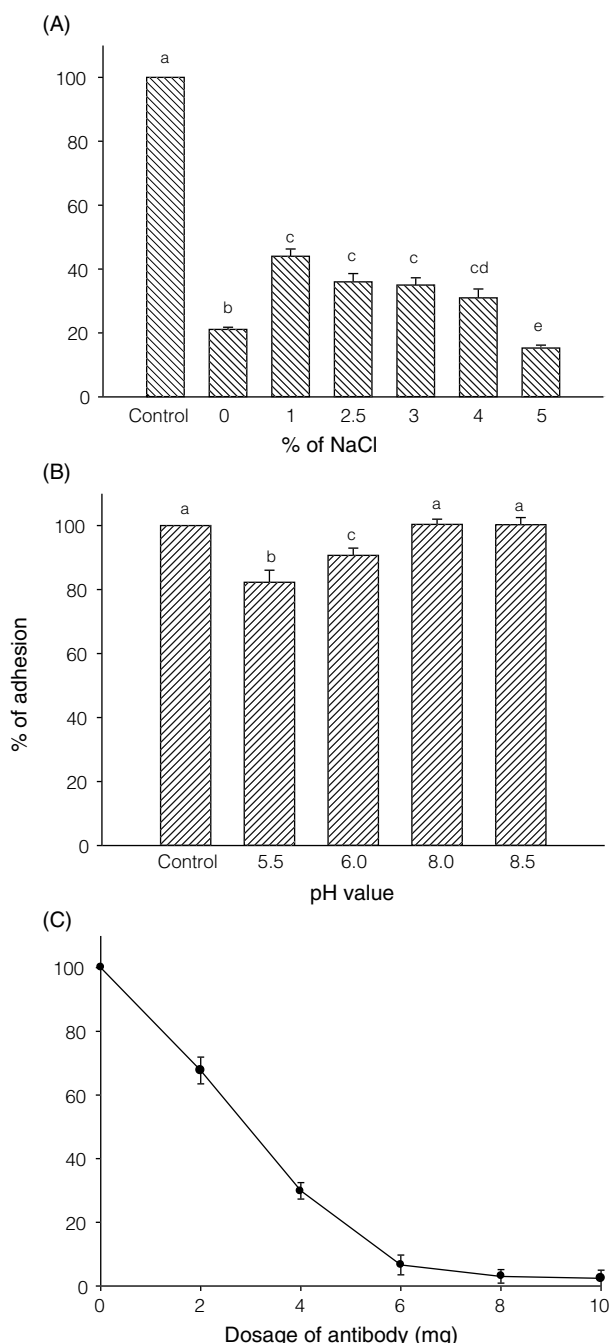 (A)
a
100
80
60
40
20
0
b
c
c
c
cd
e
Control 0 1 2.5 3 4 5
% of NaCl
(B)
% of adhesion
100
80
60
40
20
0
a
b
c
a
a
Control 5.5 6.0 8.0 8.5
pH value
(C)
100
80
60
40
20
0
0 2 4 6 8 10
Dosage of antibody (mg)